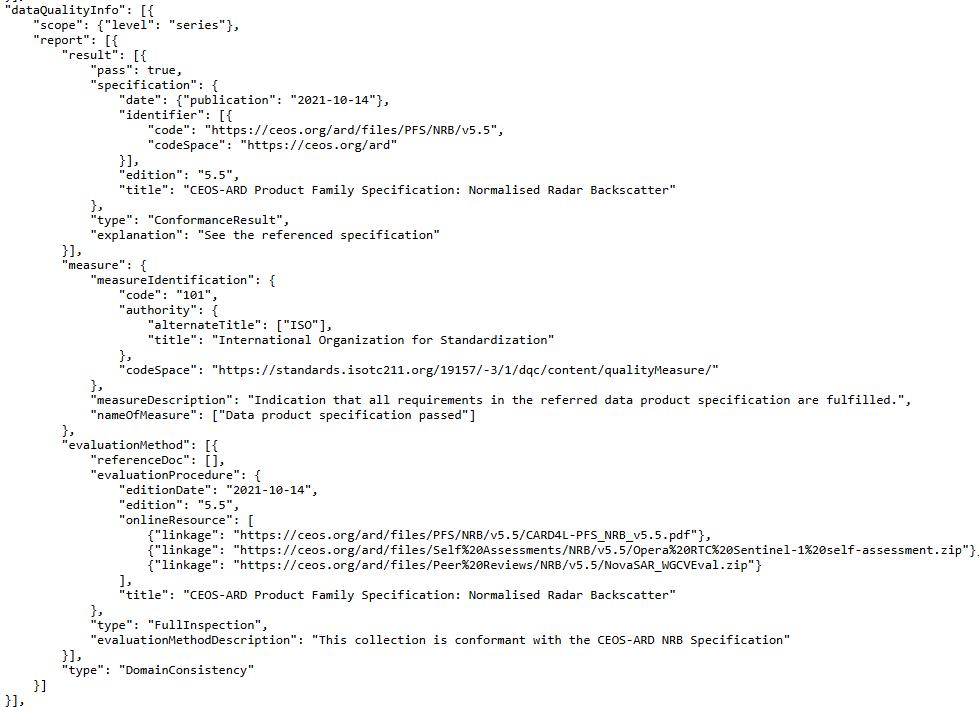 }],
"dataQualityInfo": [{
    "scope": {"level": "series"},
    "report": [{
        "result": [{
            "pass": true,
            "specification": {
                "date": {"publication": "2021-10-14"},
                "identifier": [{
                    "code": "https://ceos.org/ard/files/PFS/NRB/v5.5",
                    "codeSpace": "https://ceos.org/ard"
                }],
                "edition": "5.5",
                "title": "CEOS-ARD Product Family Specification: Normalised Radar Backscatter"
            },
            "type": "ConformanceResult",
            "explanation": "See the referenced specification"
        }],
        "measure": {
            "measureIdentification": {
                "code": "101",
                "authority": {
                    "alternateTitle": ["ISO"],
                    "title": "International Organization for Standardization"
                },
                "codeSpace": "https://standards.isotc211.org/19157/-3/1/dqc/content/qualityMeasure/"
            },
            "measureDescription": "Indication that all requirements in the referred data product specification are fulfilled.",
            "nameOfMeasure": ["Data product specification passed"]
        },
        "evaluationMethod": [{
            "referenceDoc": [],
            "evaluationProcedure": {
                "editionDate": "2021-10-14",
                "edition": "5.5",
                "onlineResource": [
                    {"linkage": "https://ceos.org/ard/files/PFS/NRB/v5.5/CARD4L-PFS_NRB_v5.5.pdf"},
                    {"linkage": "https://ceos.org/ard/files/Self%20Assessments/NRB/v5.5/Opera%20RTC%20Sentinel-1%20self-assessment.zip"},
                    {"linkage": "https://ceos.org/ard/files/Peer%20Reviews/NRB/v5.5/NovaSAR_WGCVEval.zip"}
                ],
                "title": "CEOS-ARD Product Family Specification: Normalised Radar Backscatter"
            },
            "type": "FullInspection",
            "evaluationMethodDescription": "This collection is conformant with the CEOS-ARD NRB Specification"
        }],
        "type": "DomainConsistency"
    }]
}],